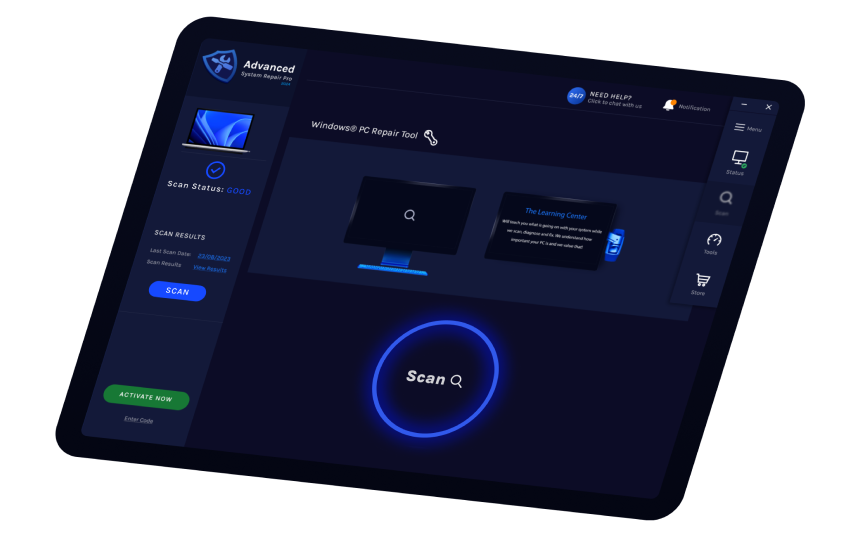 Advanced
System Repair Pro
24/7
NEED HELP?
Click to chat with us
Notification
Menu
Windows® PC Repair Tool
Status
Scan Status: GOOD
The Learning Center
Will teach you what is going on with your system while
we scan, diagnose and fix. We understand how
important your PC is and we value that!
Scan
Tools
Store
SCAN RESULTS
Last Scan Date: 22/08/2022
Scan Results View Results
SCAN
Scan
ACTIVATE NOW
Enter Code